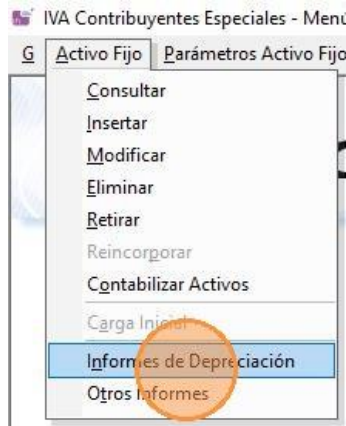 IVA Contribuyentes Especiales - Menú
G Activo Fijo Parámetros Activo Fijo
Consultar
Insertar
Modificar
Eliminar
Retirar
Reincorporar
Contabilizar Activos
Carga Inicial
Informes de Depreciación
Otros Informes